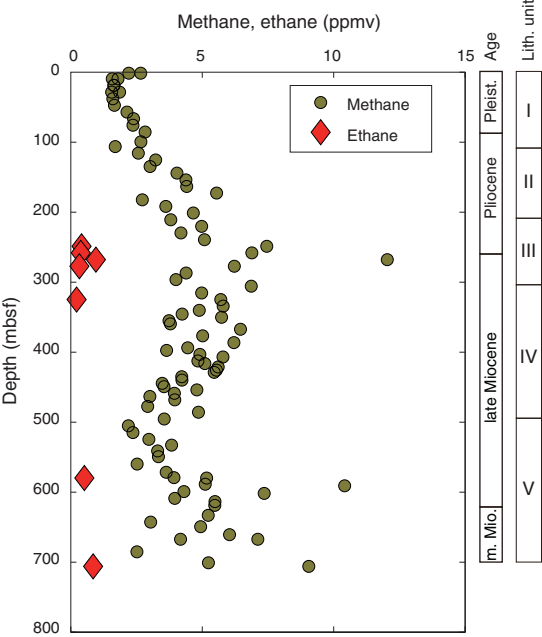 Methane, ethane (ppmv)
0 5 10 15
Age
Lith. unit
Depth (mbsf)
0
100
200
300
400
500
600
700
800
Methane
Ethane
Pleist.
Pliocene
late Miocene
m. Mio.
I
II
III
IV
V